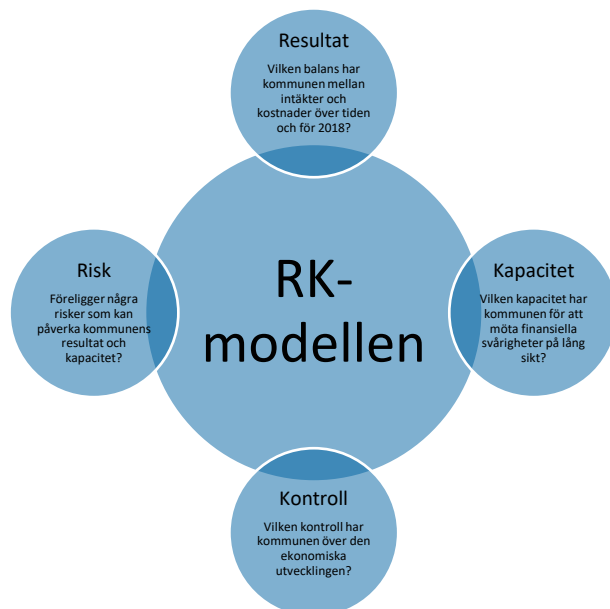 Resultat
Vilken balans har
kommunen mellan
intäkter och
kostnader över tiden
och för 2018?
Risk
Föreligger några
risker som kan
påverka kommunens
resultat och
kapacitet?
RK-
modellen
Kapacitet
Vilken kapacitet har
kommunen för att
möta finansiella
svårigheter på lång
sikt?
Kontroll
Vilken kontroll har
kommunen över den
ekonomiska
utvecklingen?